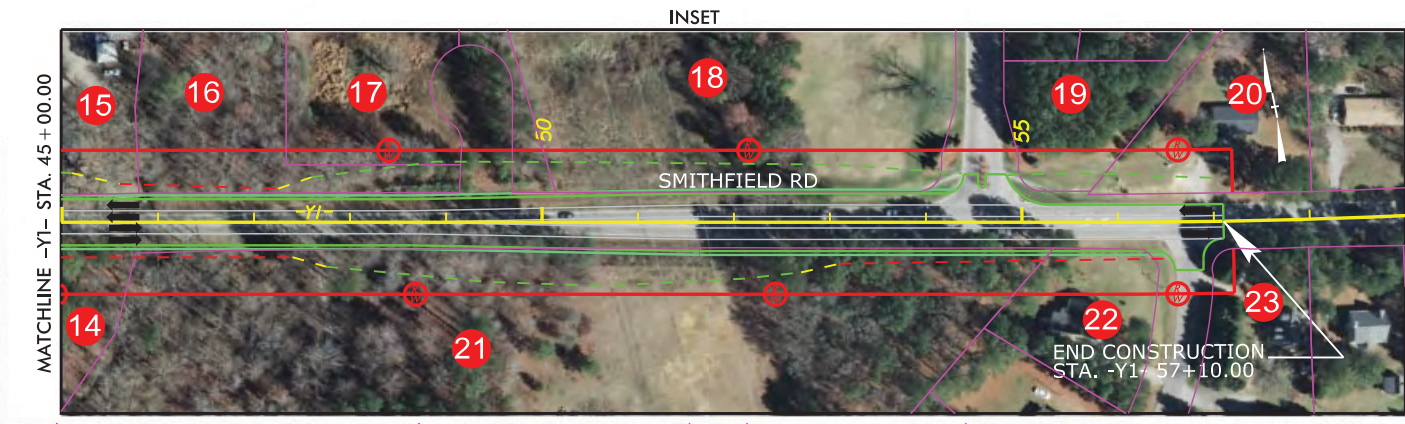 INSET
MATCHLINE -Y1- STA. 45+00.00
15
16
17
18
19
20
50
55
SMITHFIELD RD
-Y1-
14
21
22
23
END CONSTRUCTION
STA. -Y1- 57+10.00